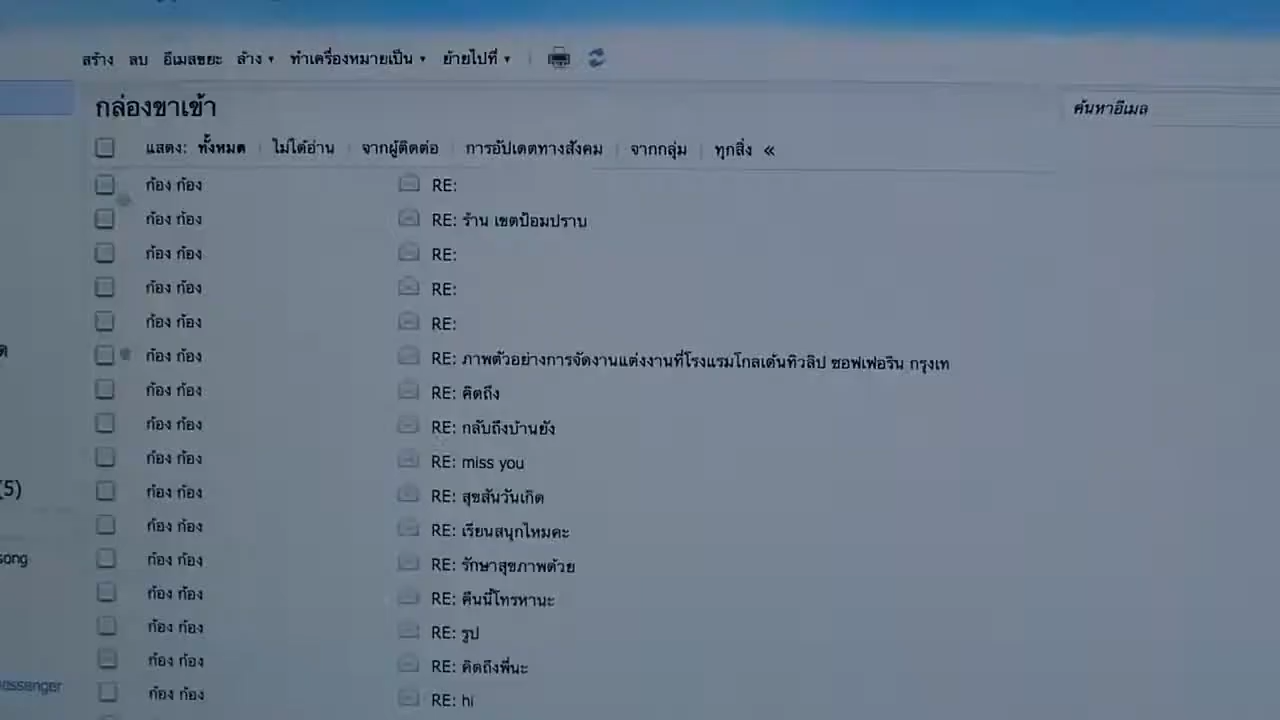 สร้าง ลบ อีเมลขยะ ล้าง ทำเครื่องหมายเป็น ย้ายไปที่
กล่องขาเข้า ค้นหาอีเมล
แสดง: ทั้งหมด ไม่ได้อ่าน จากผู้ติดต่อ การอัปเดตทางสังคม จากกลุ่ม ทุกสิ่ง «
ก้อง ก้อง RE:
ก้อง ก้อง RE: ร้าน เขตป้อมปราบ
ก้อง ก้อง RE:
ก้อง ก้อง RE:
ก้อง ก้อง RE:
ก้อง ก้อง RE: ภาพตัวอย่างการจัดงานแต่งงานที่โรงแรมโกลเด้นทิวลิป ซอฟเฟอริน กรุงเท
ก้อง ก้อง RE: คิตถึง
ก้อง ก้อง RE: กลับถึงบ้านยัง
ก้อง ก้อง RE: miss you
(5)
ก้อง ก้อง RE: สุขสันวันเกิด
ก้อง ก้อง RE: เรียนสนุกไหมคะ
song
ก้อง ก้อง RE: รักษาสุขภาพด้วย
ก้อง ก้อง RE: คืนนี้โทรหานะ
ก้อง ก้อง RE: รูป
ก้อง ก้อง RE: คิตถึงพี่นะ
essenger
ก้อง ก้อง RE: hi